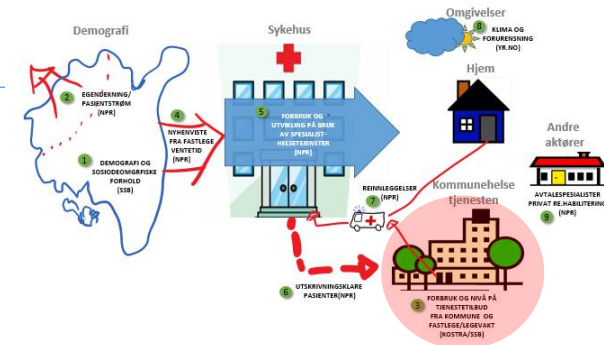 Demografi
Sykehus
Omgivelser
8
KLIMA OG
FORURENSNING
(YR.NO)
Hjem
2
EGENDEKNING/
PASIENTSTRØM
(NPR)
4
NYHENVISTE
FRA FASTLEGE
VENTETID
(NPR)
5
FORBRUK OG
UTVIKLING PÅ BRUK
AV SPESIALIST-
HELSETJENSTER
(NPR)
1
DEMOGRAFI OG
SOSIODEOMGRIPSKE
FORHOLD
(SSB)
Andre
aktører
AVTALESPESIALISTER
PRIVAT RE.HABILITERING
9
(NPR)
REINNLEGGELSER
7
(NPR)
Kommunehelse
tjenesten
6
UTSKRIVNINGSKLARE
PASIENTER(NPR)
3
FORBRUK OG NIVÅ PÅ
TJENESTETILBUD
FRA KOMMUNE OG
FASTLEGE/LEGEVAKT
(KOSTRA/SSB)